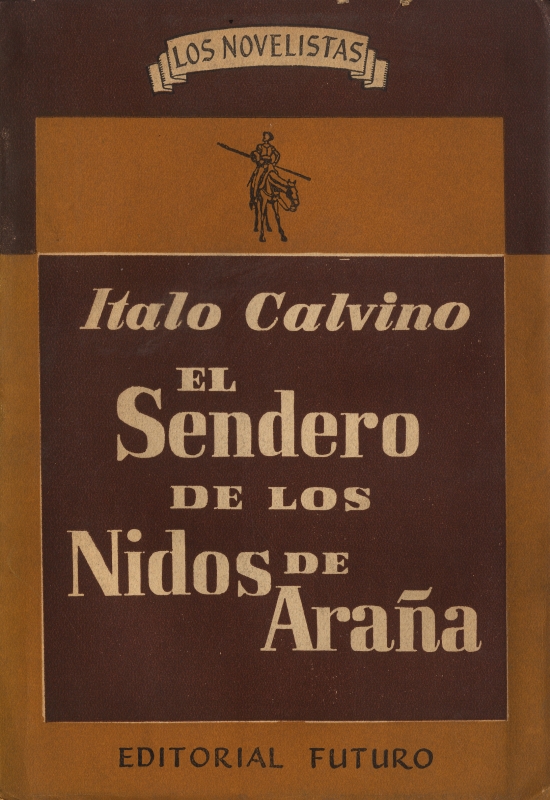 LOS NOVELISTAS
Italo Calvino
EL
Sendero
DE LOS
Nidos DE
Araña
EDITORIAL FUTURO